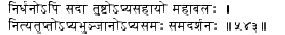 निर्धनोऽपि सदा तुष्टोऽप्यसहायो महाबलः ।
नित्यतृप्तोऽप्यभुञ्जानोऽप्यसमः समदर्शनः ॥५४३॥